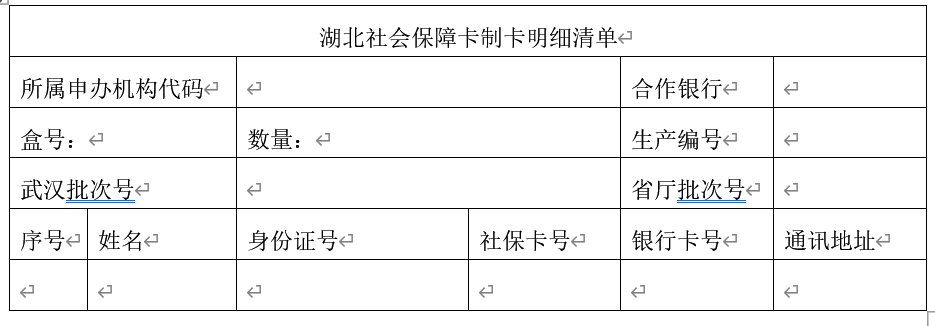 湖北社会保障卡制卡明细清单
所属申办机构代码 合作银行
盒号： 数量： 生产编号
武汉批次号 省厅批次号
序号 姓名 身份证号 社保卡号 银行卡号 通讯地址